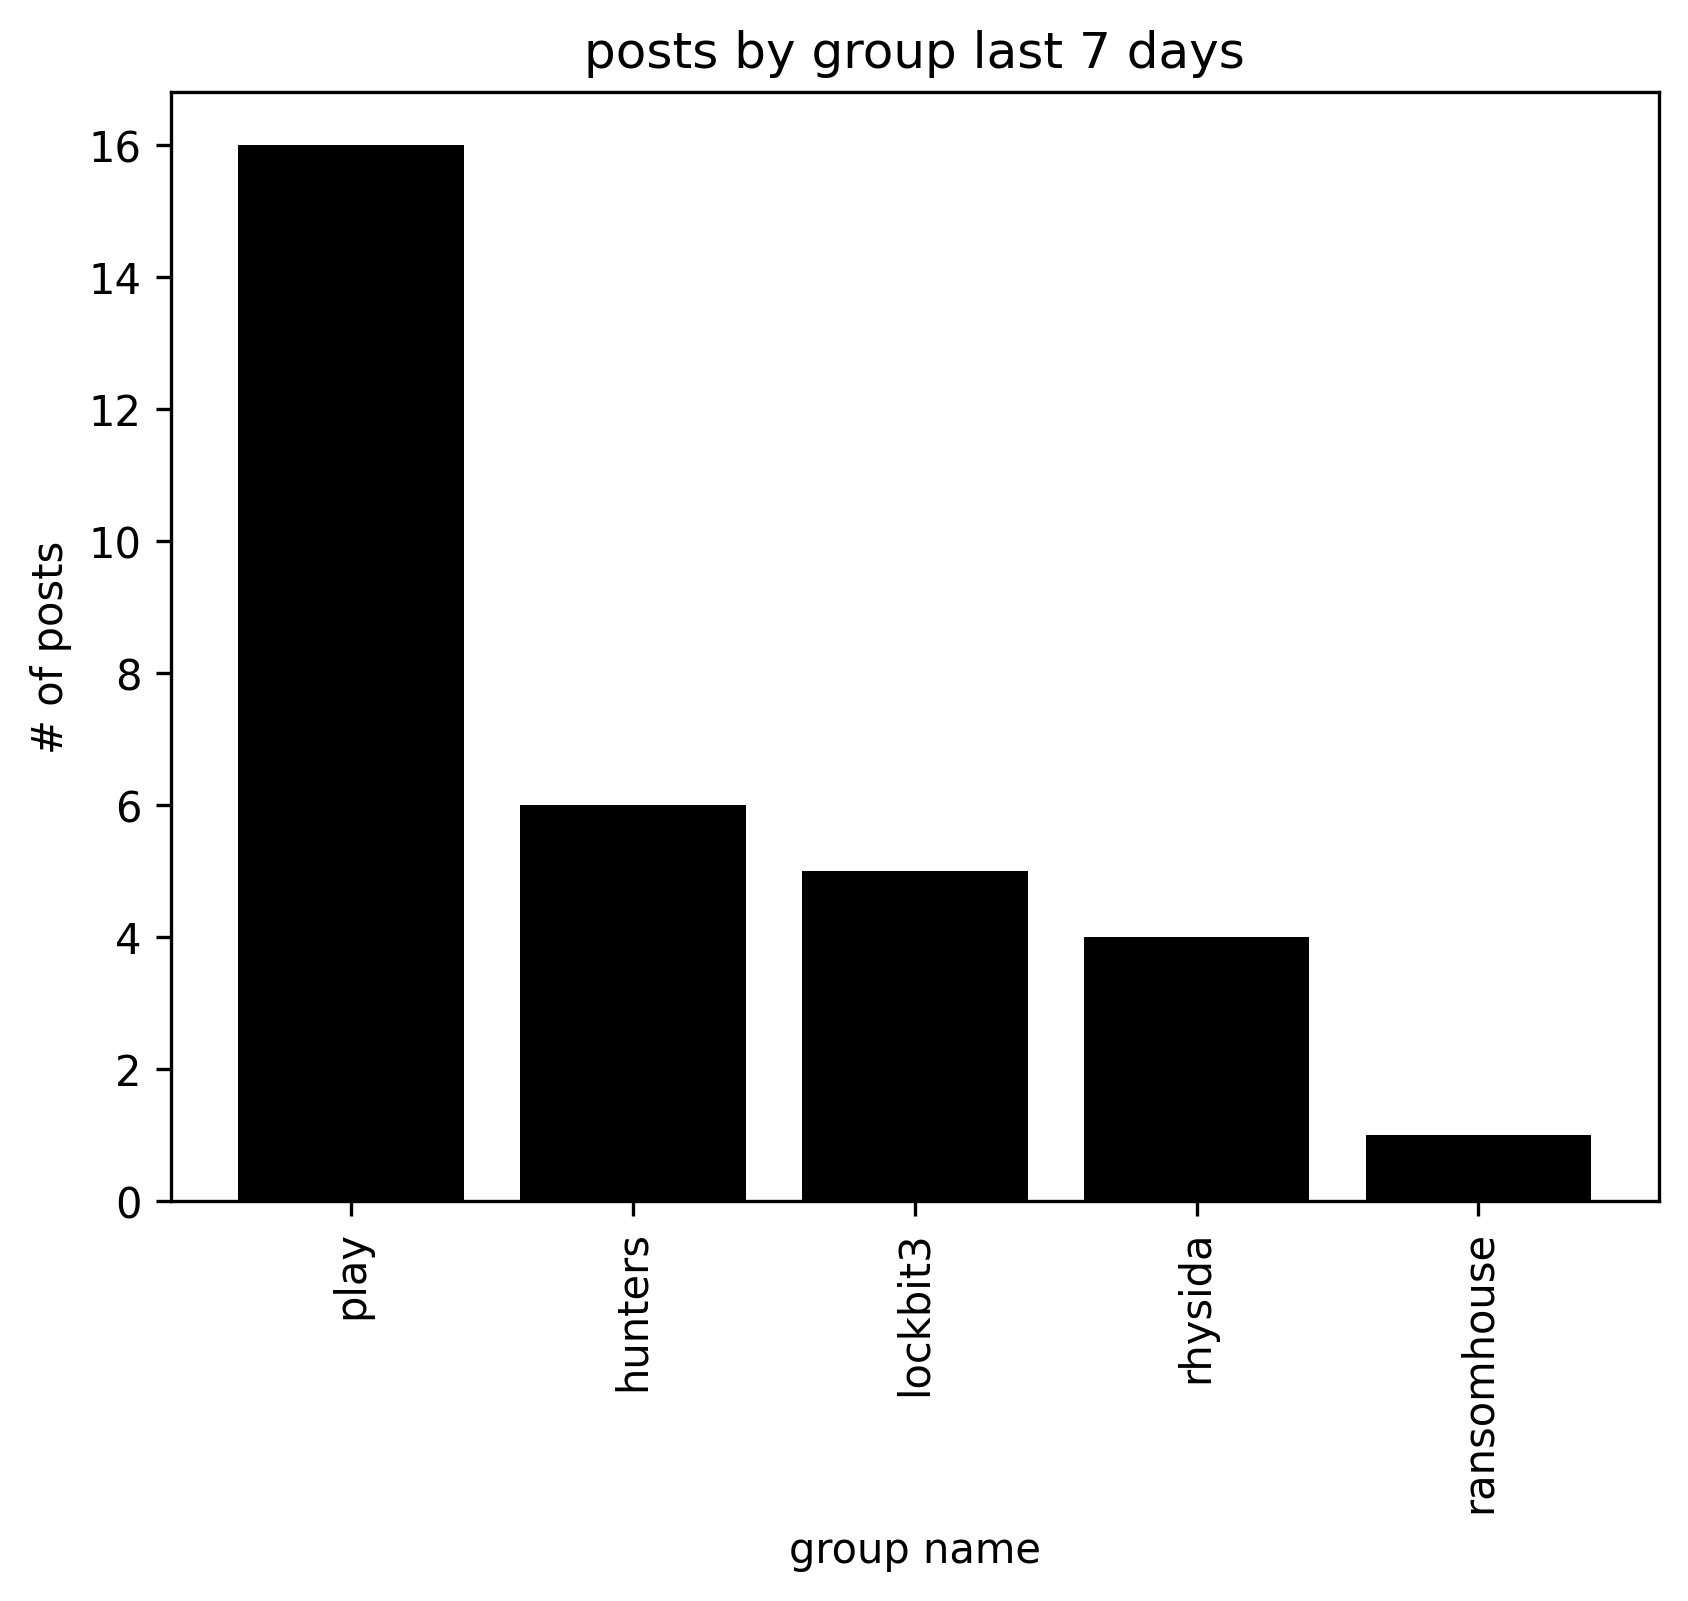 posts by group last 7 days
# of posts
16
14
12
10
8
6
4
2
0
play
hunters
lockbit3
rhysida
ransomhouse
group name